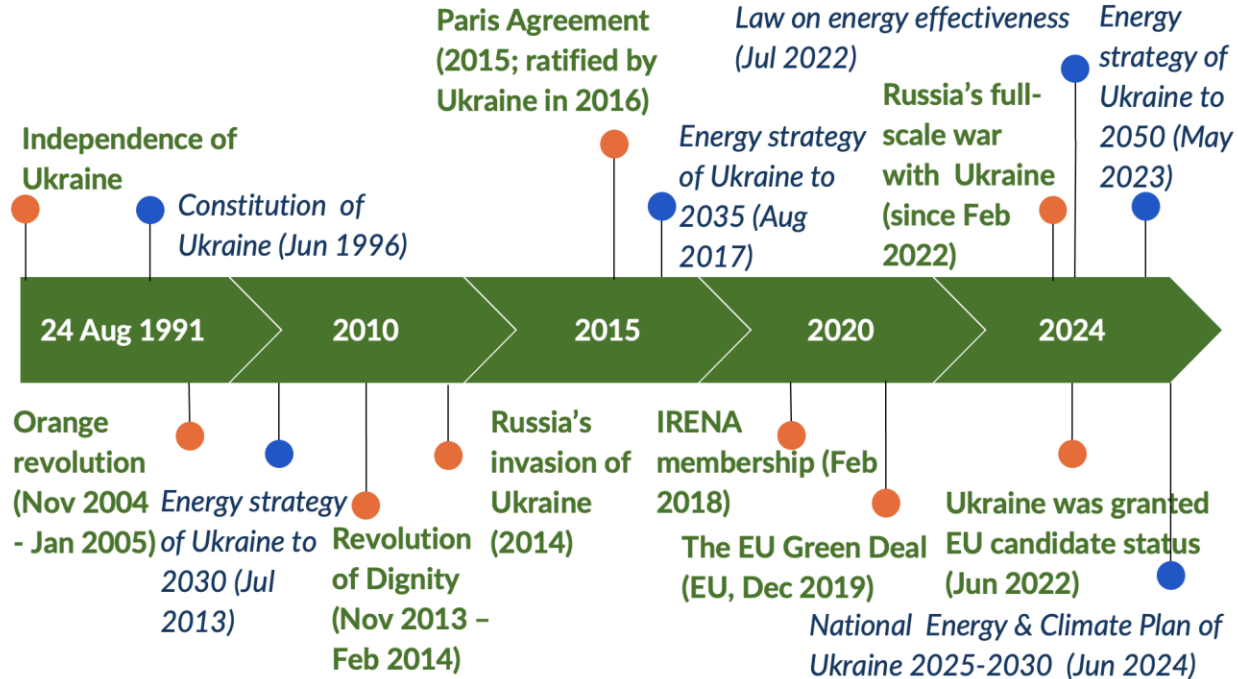 Paris Agreement
(2015; ratified by
Ukraine in 2016)
Law on energy effectiveness
(Jul 2022)
Energy
strategy of
Ukraine to
2050 (May
2023)
Russia’s full-
scale war
with Ukraine
(since Feb
2022)
Independence of
Ukraine
Constitution of
Ukraine (Jun 1996)
Energy strategy
of Ukraine to
2035 (Aug
2017)
24 Aug 1991
2010
2015
2020
2024
Orange
revolution
(Nov 2004
- Jan 2005)
Energy strategy
of Ukraine to
2030 (Jul
2013)
Revolution
of Dignity
(Nov 2013 –
Feb 2014)
Russia’s
invasion of
Ukraine
(2014)
IRENA
membership (Feb
2018)
The EU Green Deal
(EU, Dec 2019)
Ukraine was granted
EU candidate status
(Jun 2022)
National Energy & Climate Plan of
Ukraine 2025-2030 (Jun 2024)